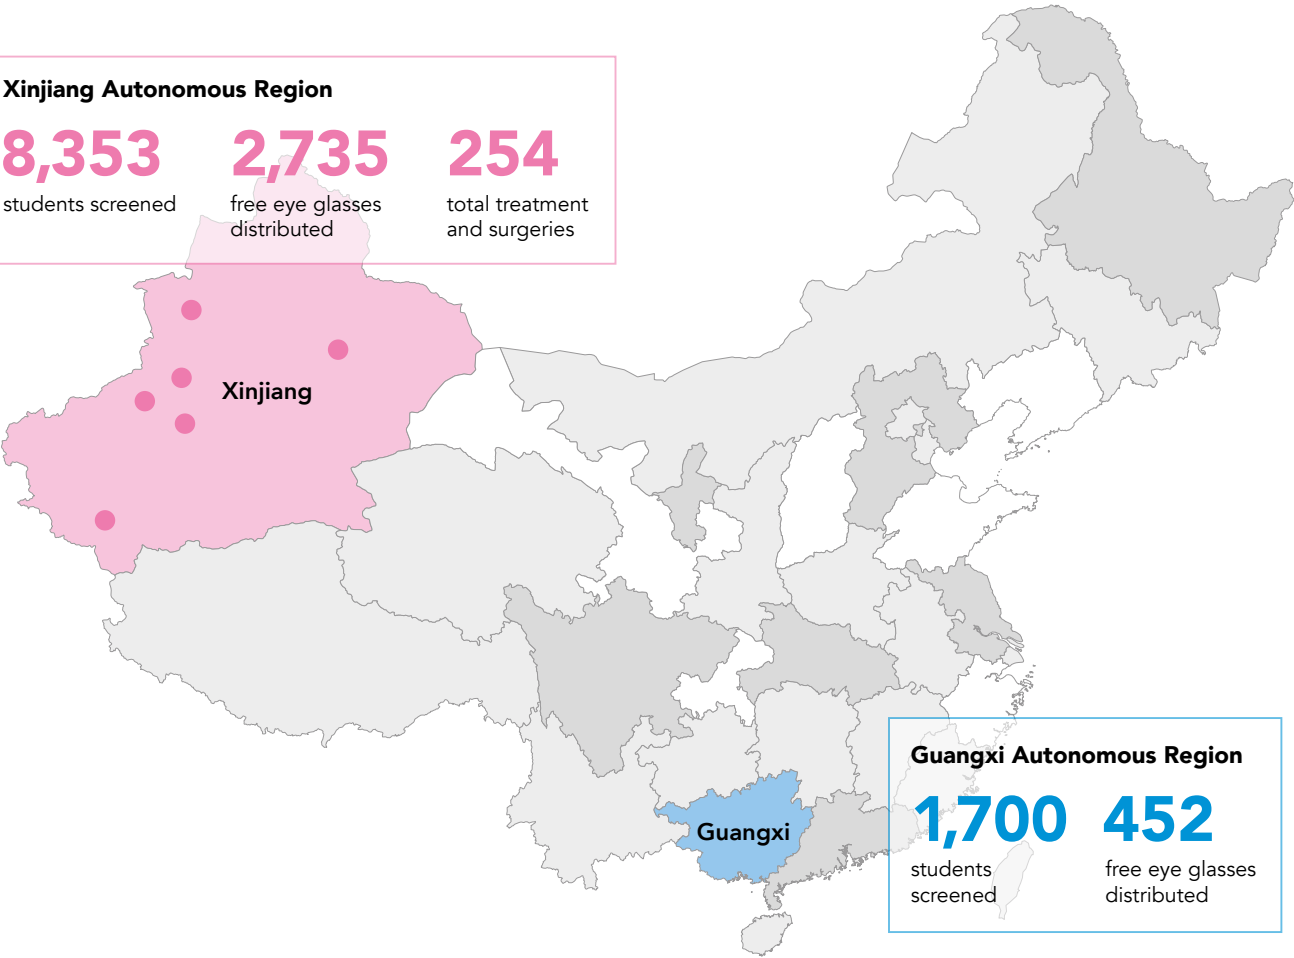 Xinjiang Autonomous Region
8,353 2,735 254
students screened free eye glasses total treatment
distributed and surgeries
Xinjiang
Guangxi Autonomous Region
1,700 452
Guangxi
students free eye glasses
screened distributed